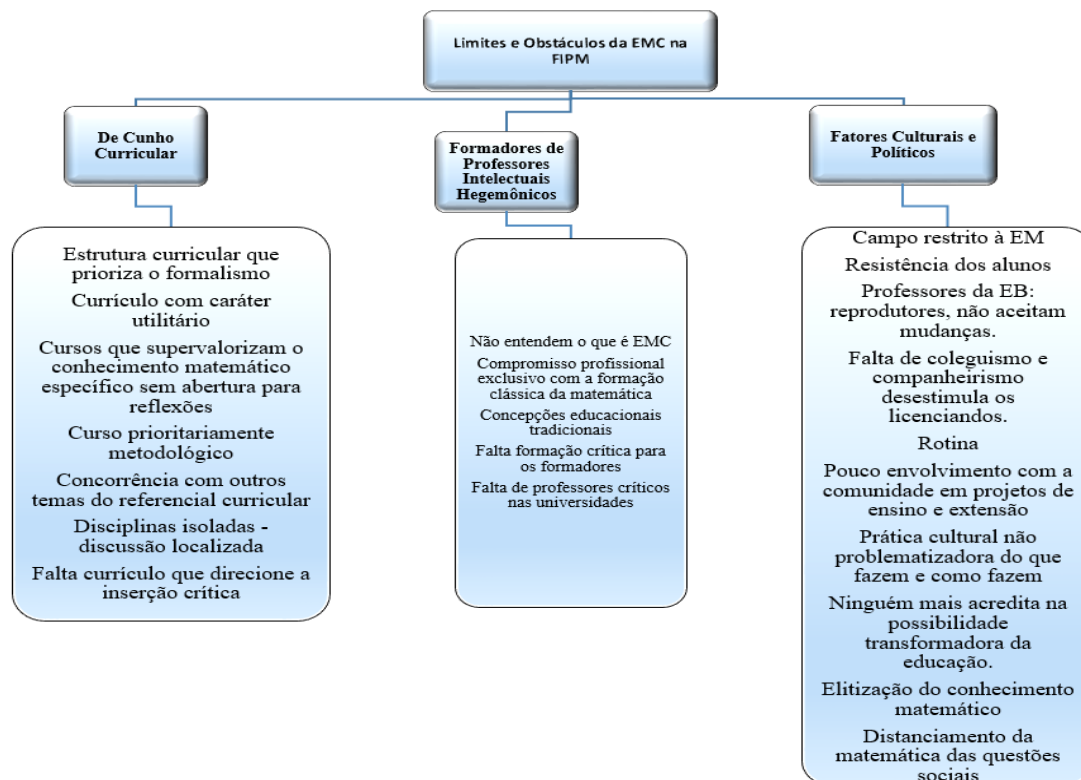 Limites e Obstáculos da EMC na
FIPM
De Cunho
Curricular
Formadores de
Professores
Intelectuais
Hegemônicos
Fatores Culturais e
Políticos
Estrutura curricular que
prioriza o formalismo
Currículo com caráter
utilitário
Cursos que supervalorizam o
conhecimento matemático
específico sem abertura para
reflexões
Curso prioritariamente
metodológico
Concorrência com outros
temas do referencial curricular
Disciplinas isoladas -
discussão localizada
Falta currículo que direcione a
inserção crítica
Não entendem o que é EMC
Compromisso profissional
exclusivo com a formação
clássica da matemática
Concepções educacionais
tradicionais
Falta formação crítica para
os formadores
Falta de professores críticos
nas universidades
Campo restrito à EM
Resistência dos alunos
Professores da EB:
reprodutores, não aceitam
mudanças.
Falta de coleguismo e
companheirismo
desestimula os
licenciandos.
Rotina
Pouco envolvimento com a
comunidade em projetos de
ensino e extensão
Prática cultural não
problematizadora do que
fazem e como fazem
Ninguém mais acredita na
possibilidade
transformadora da
educação.
Elitização do conhecimento
matemático
Distanciamento da
matemática das questões
sociais